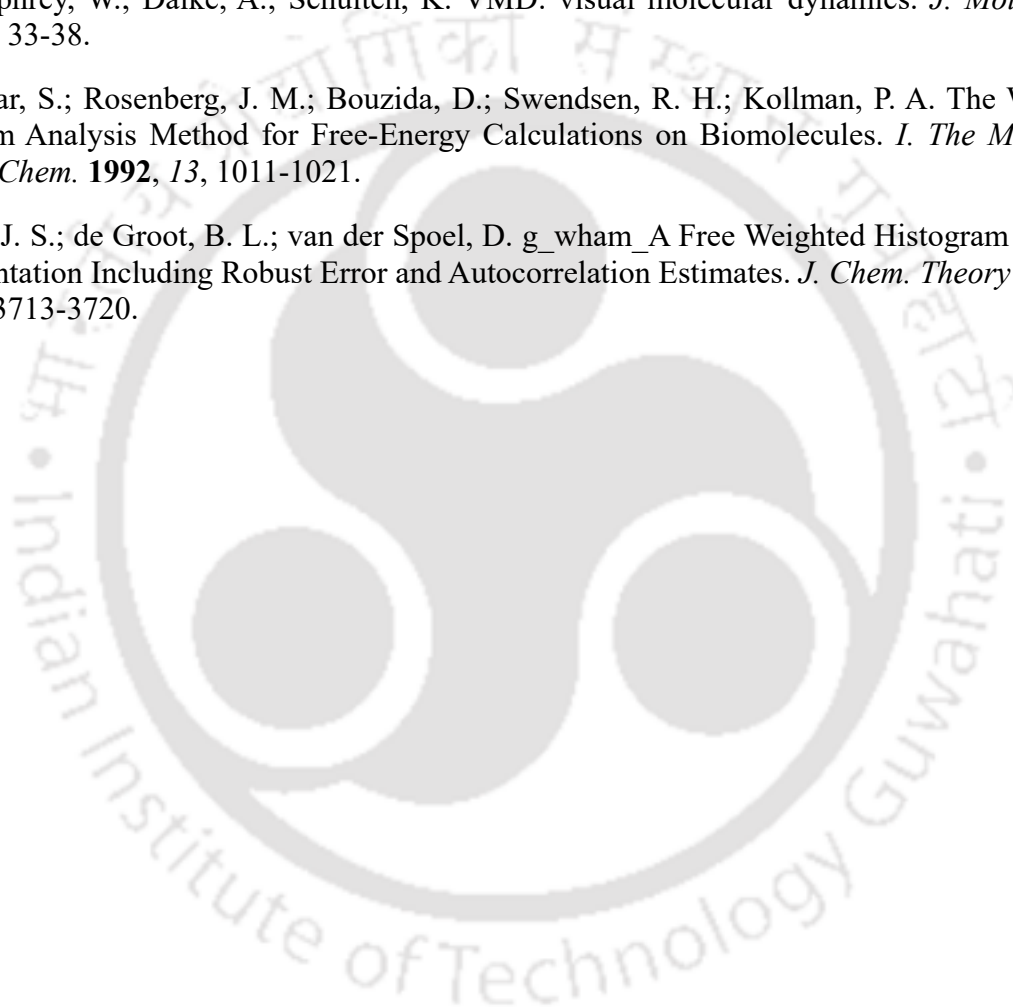 phrey, W.; Dalke, A.; Schulten, K. VMD: visual molecular dynamics. J. Mol
33-38.
ar, S.; Rosenberg, J. M.; Bouzida, D.; Swendsen, R. H.; Kollman, P. A. The W
m Analysis Method for Free-Energy Calculations on Biomolecules. I. The M
Chem. 1992, 13, 1011-1021.
J. S.; de Groot, B. L.; van der Spoel, D. g_wham_A Free Weighted Histogram
ntation Including Robust Error and Autocorrelation Estimates. J. Chem. Theory
3713-3720.
Indian Institute of Technology Guwahati